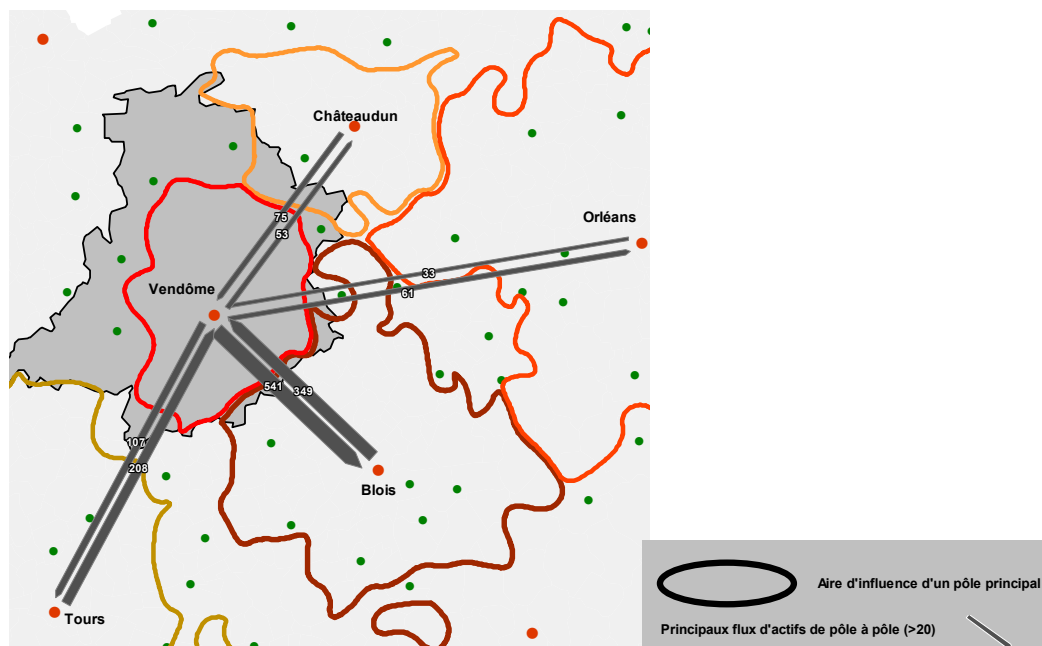 Châteaudun
75
53
Orléans
33
61
Vendôme
541
349
107
208
Blois
Tours
Aire d'influence d'un pôle principal
Principaux flux d'actifs de pôle à pôle (>20)